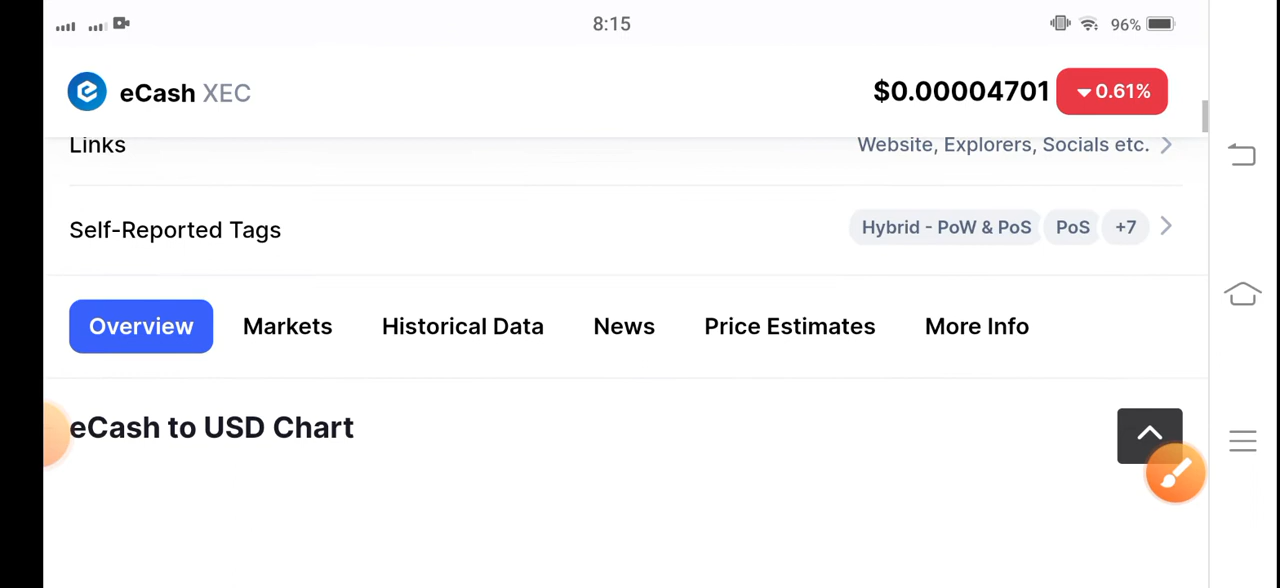 8:15 96%
eCash XEC $0.00004701 0.61%
Links Website, Explorers, Socials etc.
Self-Reported Tags Hybrid - PoW & PoS PoS +7
Overview Markets Historical Data News Price Estimates More Info
eCash to USD Chart